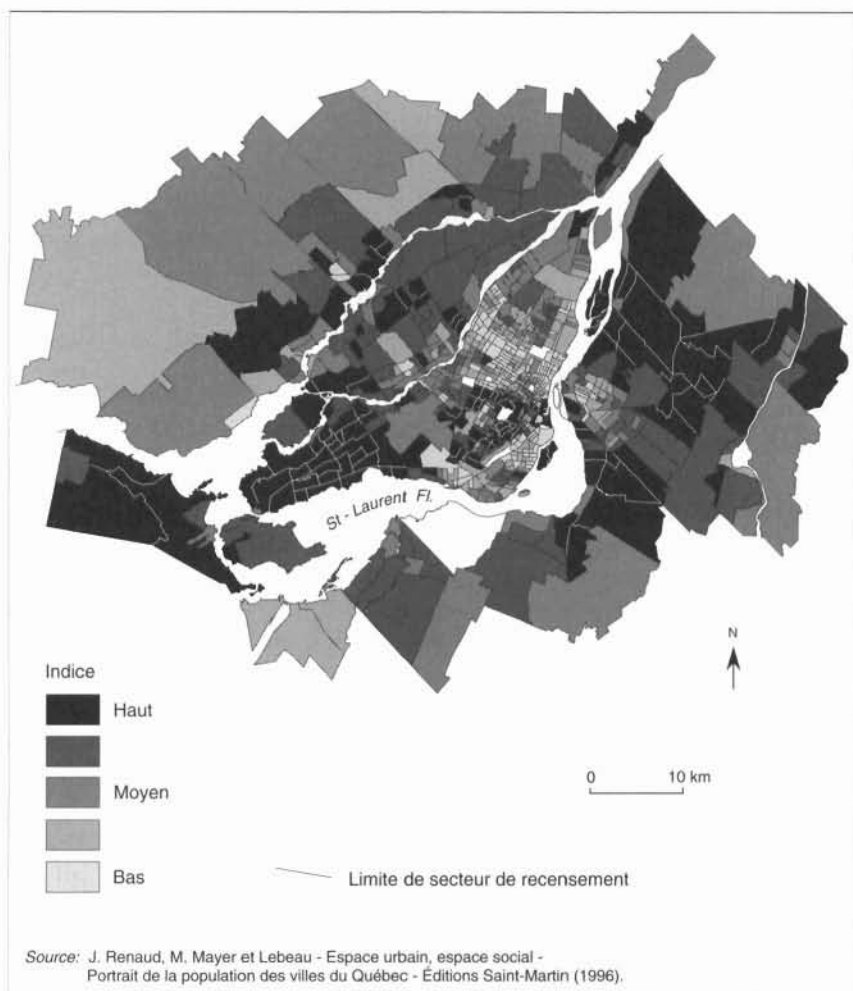 St-Laurent Fl.
N
Indice
Haut
Moyen
Bas
0 10 km
Limite de secteur de recensement
Source: J. Renaud, M. Mayer et Lebeau - Espace urbain, espace social -
Portrait de la population des villes du Québec - Éditions Saint-Martin (1996).